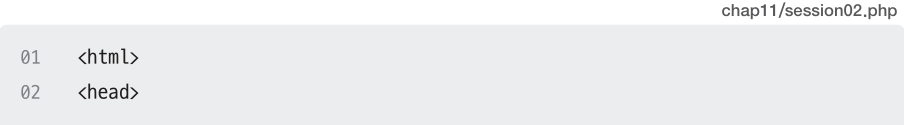 chap11/session02.php
01 <html>
02 <head>